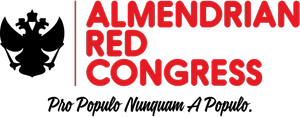 ALMENDRIAN
RED
CONGRESS
Pro Populo Nunquam A Populo.